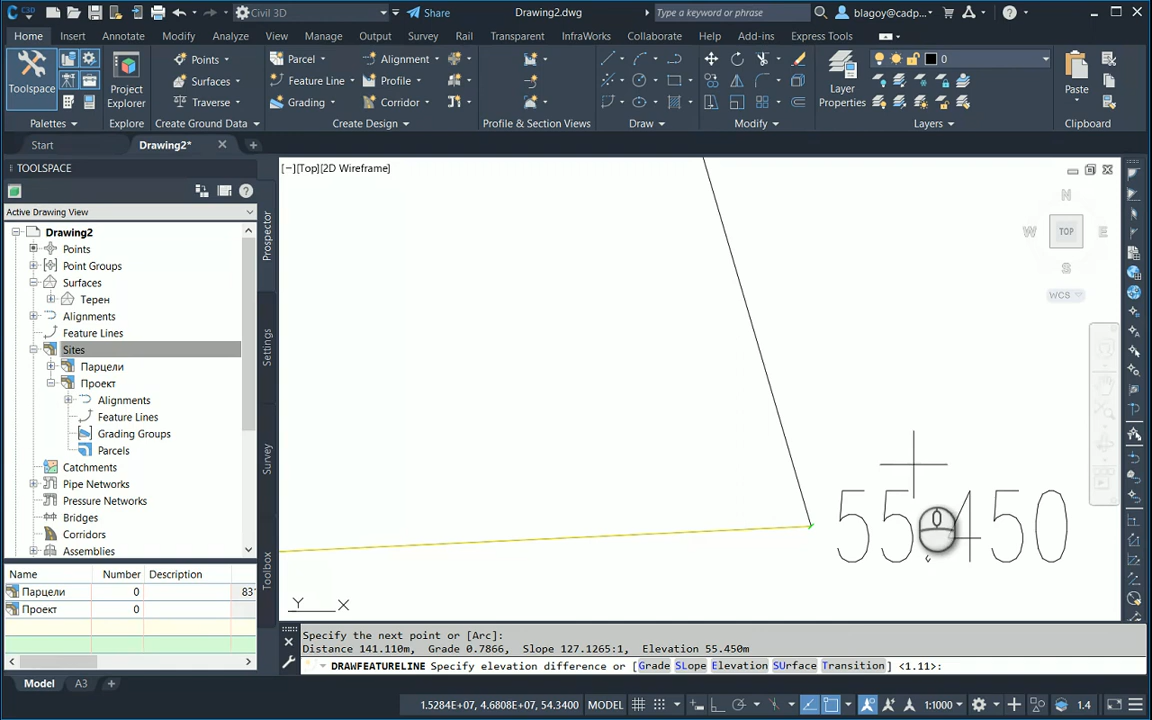 C3D
Civil 3D
Share
Drawing2.dwg
Type a keyword or phrase
blagoy@cadp...
Home Insert Annotate Modify Analyze View Manage Output Survey Rail Transparent InfraWorks Collaborate Add-ins Express Tools
Toolspace
Project Explorer
Points
Surfaces
Traverse
Parcel
Feature Line
Grading
Alignment
Profile
Corridor
Layer Properties
0
Paste
Palettes Explore Create Ground Data Create Design Profile & Section Views Draw Modify Layers Clipboard
Start Drawing2*
TOOLSPACE
Active Drawing View
Drawing2
Points
Point Groups
Surfaces
Терен
Alignments
Feature Lines
Sites
Парцели
Проект
Alignments
Feature Lines
Grading Groups
Parcels
Catchments
Pipe Networks
Pressure Networks
Bridges
Corridors
Assemblies
Prospector
Settings
Survey
Toolbox
Name Number Description
Парцели 0 83
Проект 0
[−][Top][2D Wireframe]
N
W TOP E
S
WCS
55.450
Y X
Specify the next point or [Arc]:
Distance 141.110m, Grade 0.7866, Slope 127.1265:1, Elevation 55.450m
DRAWFEATURELINE Specify elevation difference or [Grade SLope Elevation SUrface Transition] <1.11>:
Model A3
1.5284E+07, 4.6808E+07, 54.3400 MODEL 1:1000 1.4